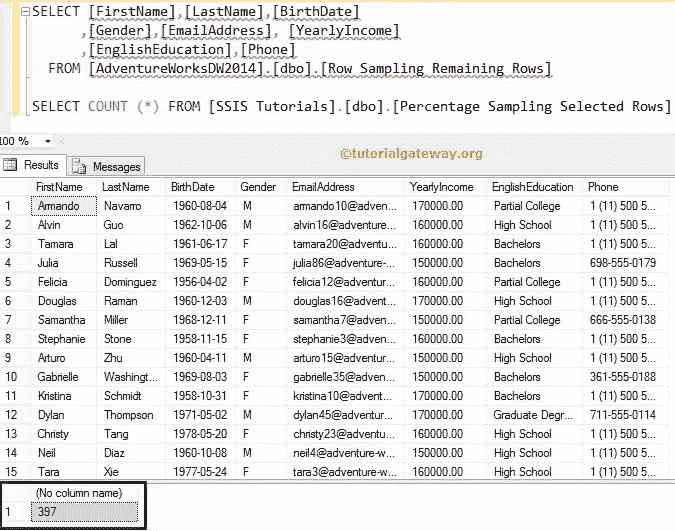 SELECT [FirstName],[LastName],[BirthDate]
,[Gender],[EmailAddress], [YearlyIncome]
,[EnglishEducation],[Phone]
FROM [AdventureWorksDW2014].[dbo].[Row Sampling Remaining Rows]
SELECT COUNT (*) FROM [SSIS Tutorials].[dbo].[Percentage Sampling Selected Rows]
100 %
©tutorialgateway.org
Results Messages
FirstName LastName BirthDate Gender EmailAddress YearlyIncome EnglishEducation Phone
1 Armando Navarro 1960-08-04 M armando10@adven... 170000.00 Partial College 1 (11) 500 5...
2 Alvin Guo 1962-10-06 M alvin16@adventure... 160000.00 High School 1 (11) 500 5...
3 Tamara Lal 1961-06-17 F tamara20@adventu... 160000.00 Bachelors 1 (11) 500 5...
4 Julia Russell 1969-05-15 F julia86@adventure-... 150000.00 Bachelors 698-555-0179
5 Felicia Dominguez 1956-04-02 F felicia12@adventur... 160000.00 Partial College 1 (11) 500 5...
6 Douglas Raman 1960-12-03 M douglas16@advent... 170000.00 High School 1 (11) 500 5...
7 Samantha Miller 1968-12-11 F samantha7@advent... 150000.00 Partial College 666-555-0138
8 Stephanie Stone 1958-11-15 F stephanie3@advent... 160000.00 Bachelors 1 (11) 500 5...
9 Arturo Zhu 1960-04-11 M arturo15@adventur... 150000.00 High School 1 (11) 500 5...
10 Gabrielle Washingt... 1969-08-03 F gabrielle35@advent... 150000.00 Bachelors 361-555-0188
11 Kristina Schmidt 1958-10-31 F kristina10@advent... 170000.00 Bachelors 1 (11) 500 5...
12 Dylan Thompson 1971-05-02 M dylan45@adventur... 170000.00 Graduate Degr... 711-555-0114
13 Christy Tang 1978-05-20 F christy23@advent... 160000.00 High School 1 (11) 500 5...
14 Neil Diaz 1960-10-08 M neil4@adventure-w... 150000.00 High School 1 (11) 500 5...
15 Tara Xie 1977-05-24 F tara3@adventure-w... 160000.00 High School 1 (11) 500 5...
(No column name)
1 397